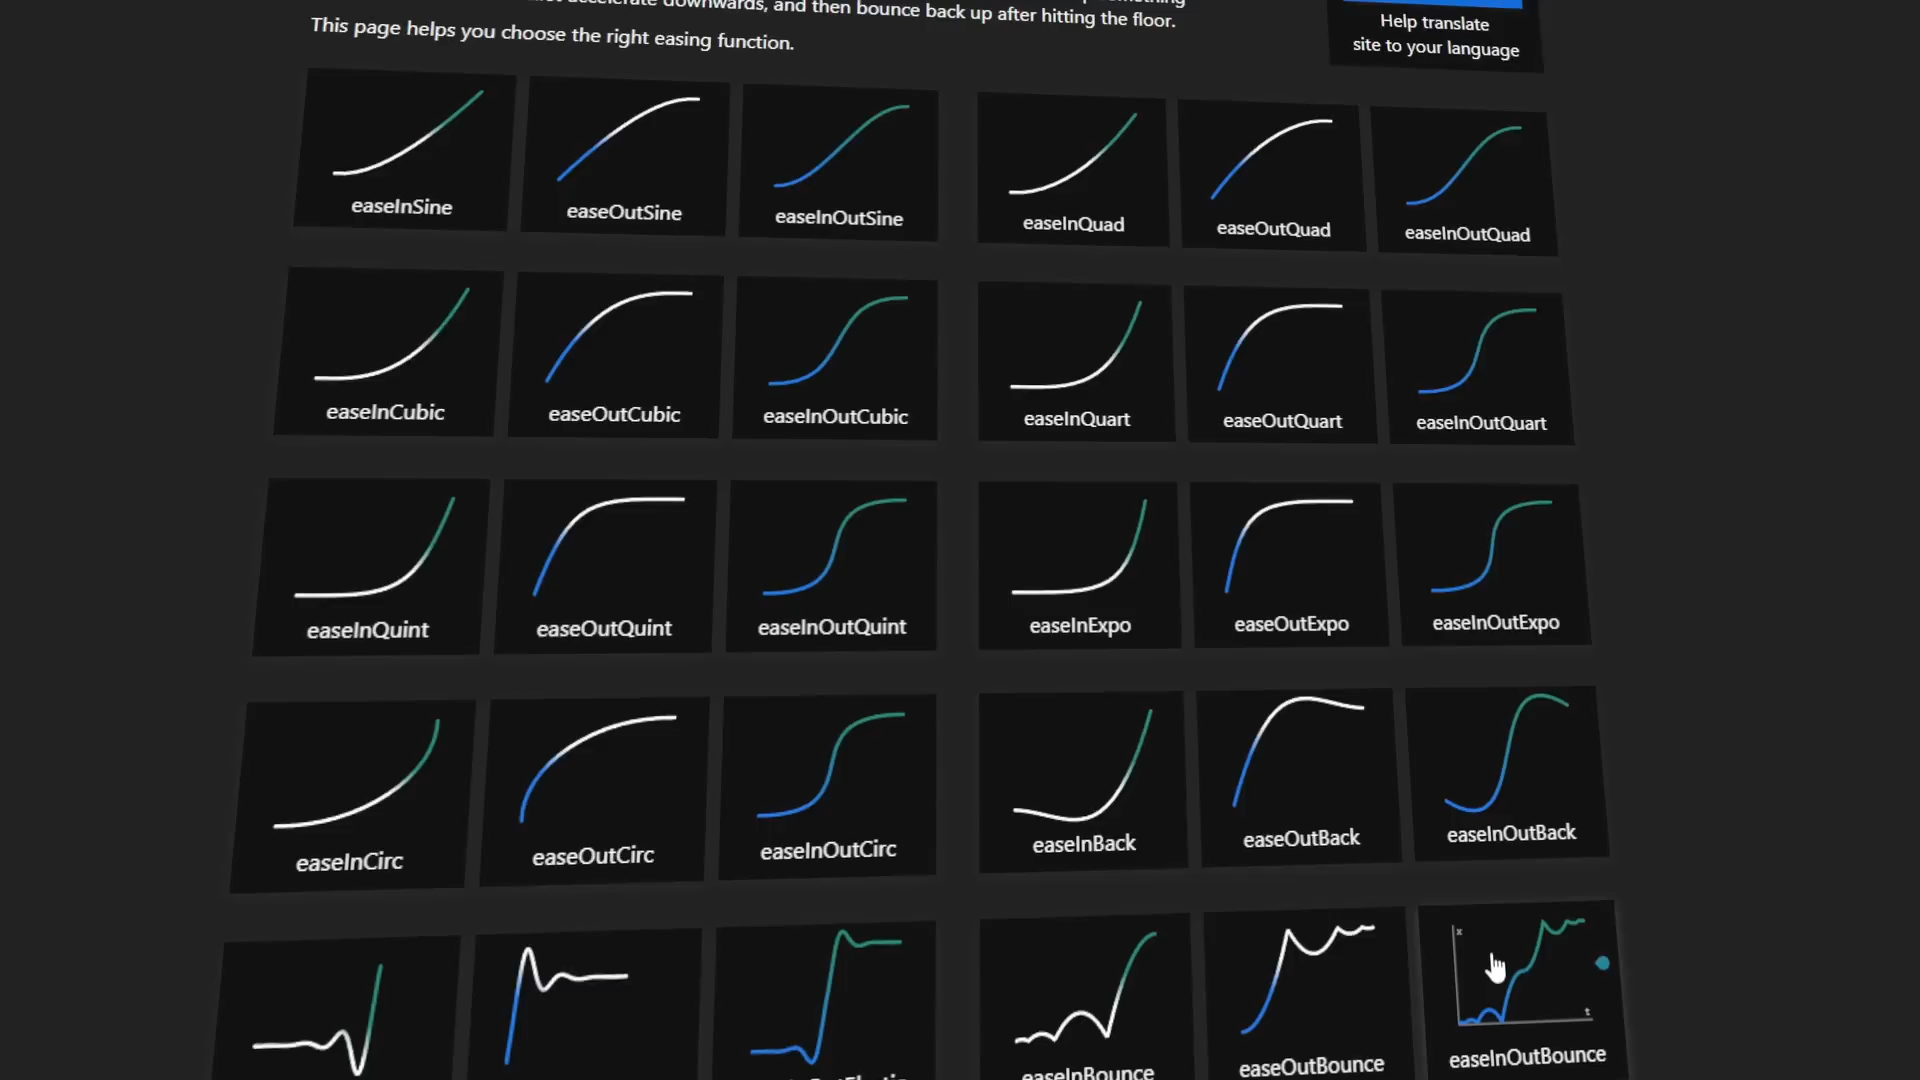 downwards, and then bounce back up after hitting the floor.
This page helps you choose the right easing function.
Help translate
site to your language
easeInSine
easeOutSine
easeInOutSine
easeInQuad
easeOutQuad
easeInOutQuad
easeInCubic
easeOutCubic
easeInOutCubic
easeInQuart
easeOutQuart
easeInOutQuart
easeInQuint
easeOutQuint
easeInOutQuint
easeInExpo
easeOutExpo
easeInOutExpo
easeInCirc
easeOutCirc
easeInOutCirc
easeInBack
easeOutBack
easeInOutBack
x
t
easeInBounce
easeOutBounce
easeInOutBounce